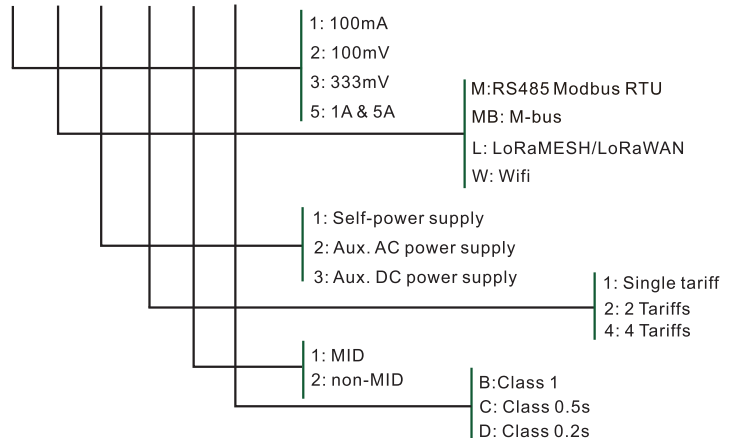 1: 100mA
2: 100mV
3: 333mV
5: 1A & 5A
M:RS485 Modbus RTU
MB: M-bus
L: LoRaMESH/LoRaWAN
W: Wifi
1: Self-power supply
2: Aux. AC power supply
3: Aux. DC power supply
1: Single tariff
2: 2 Tariffs
4: 4 Tariffs
1: MID
2: non-MID
B:Class 1
C: Class 0.5s
D: Class 0.2s